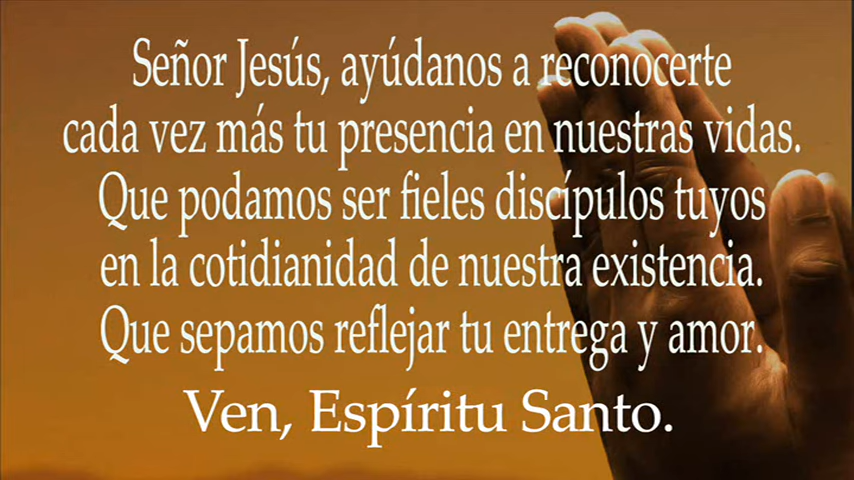 Señor Jesús, ayúdanos a reconocerte
cada vez más tu presencia en nuestras vidas.
Que podamos ser fieles discípulos tuyos
en la cotidianidad de nuestra existencia.
Que sepamos reflejar tu entrega y amor.
Ven, Espíritu Santo.